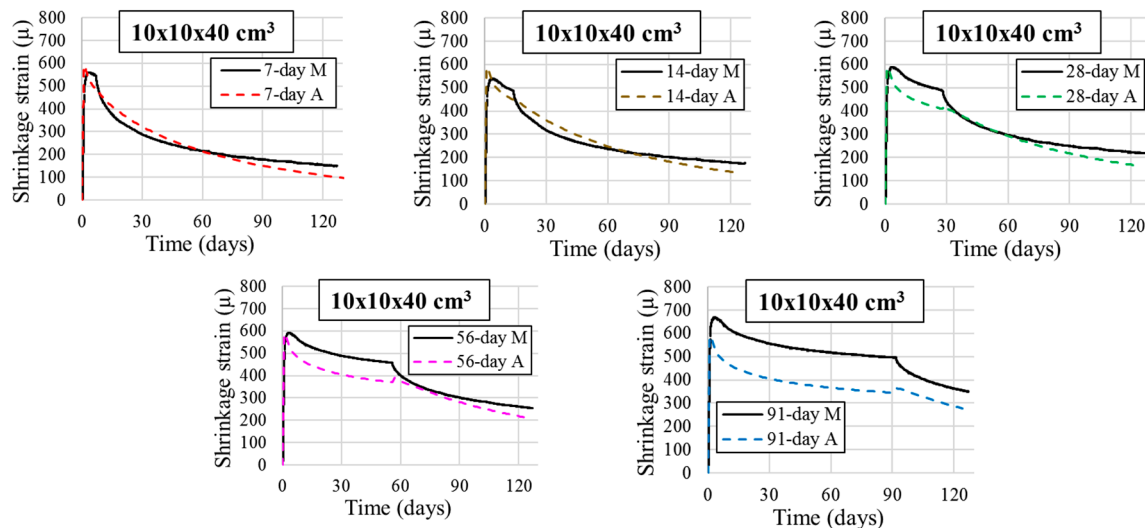 10x10x40 cm³
7-day M
7-day A
Shrinkage strain (μ)
800
700
600
500
400
300
200
100
0
0 30 60 90 120
Time (days)
10x10x40 cm³
14-day M
14-day A
Shrinkage strain (μ)
800
700
600
500
400
300
200
100
0
0 30 60 90 120
Time (days)
10x10x40 cm³
28-day M
28-day A
Shrinkage strain (μ)
800
700
600
500
400
300
200
100
0
0 30 60 90 120
Time (days)
10x10x40 cm³
56-day M
56-day A
Shrinkage strain (μ)
800
700
600
500
400
300
200
100
0
0 30 60 90 120
Time (days)
10x10x40 cm³
91-day M
91-day A
Shrinkage strain (μ)
800
700
600
500
400
300
200
100
0
0 30 60 90 120
Time (days)